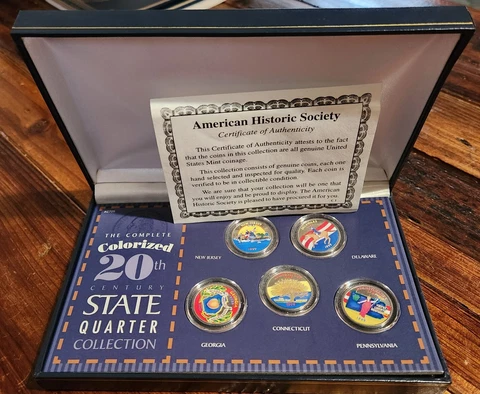 American Historic Society
Certificate of Authenticity
This Certificate of Authenticity attests to the fact
that the coins in this collection are all genuine United
States Mint coinage.
This collection consists of genuine coins, each one
hand selected and inspected for quality. Each coin is
verified to be in collectible condition.
We are sure that your collection will be one that
you will enjoy and be proud to display. The American
Historic Society is pleased to have procured it for you.
THE COMPLETE
Colorized
20th
CENTURY
STATE
QUARTER
COLLECTION
NEW JERSEY
DELAWARE
GEORGIA
CONNECTICUT
PENNSYLVANIA